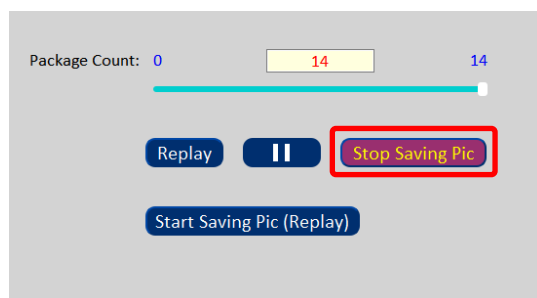 Package Count: 0 14 14
Replay Stop Saving Pic
Start Saving Pic (Replay)